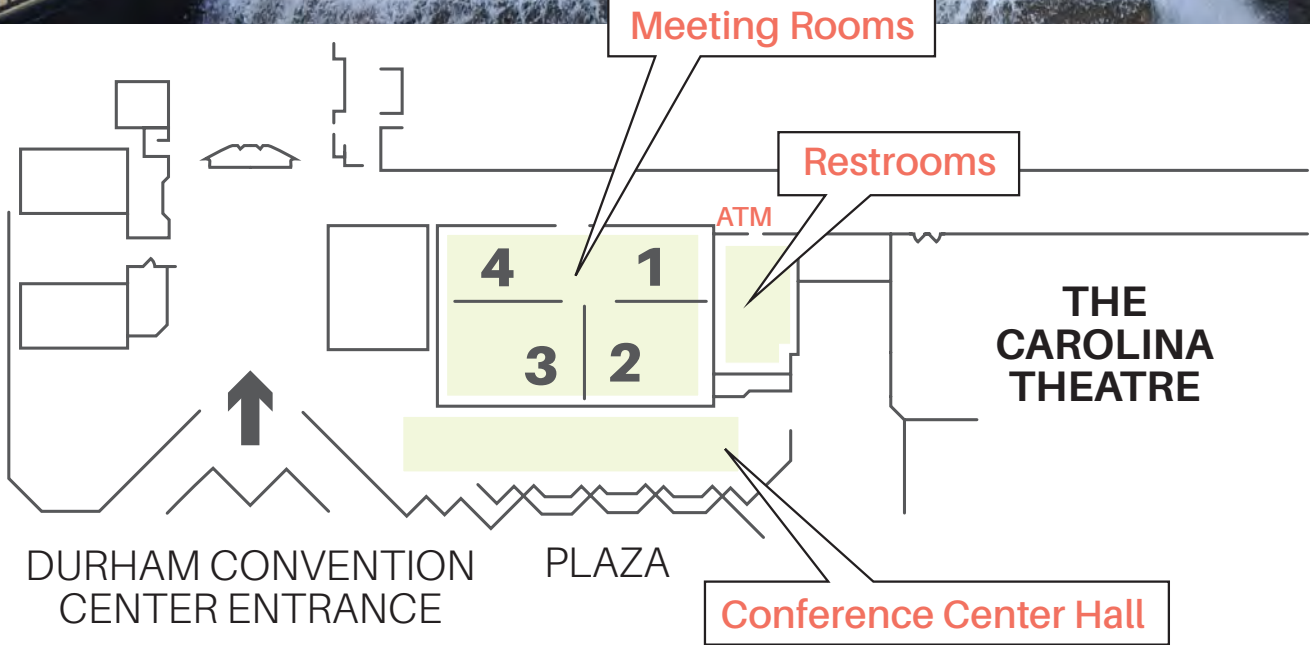 Meeting Rooms
Restrooms
ATM
4
1
3
2
THE
CAROLINA
THEATRE
DURHAM CONVENTION
CENTER ENTRANCE
PLAZA
Conference Center Hall